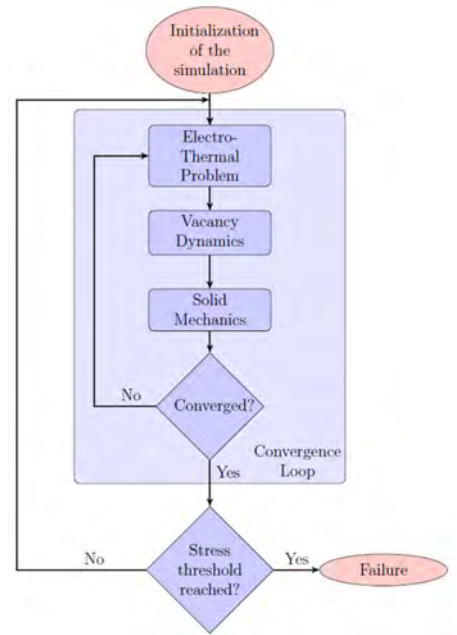 Initialization
of the
simulation
Electro-
Thermal
Problem
Vacancy
Dynamics
Solid
Mechanics
Converged?
No
Convergence
Loop
Yes
Stress
threshold
reached?
No
Yes
Failure